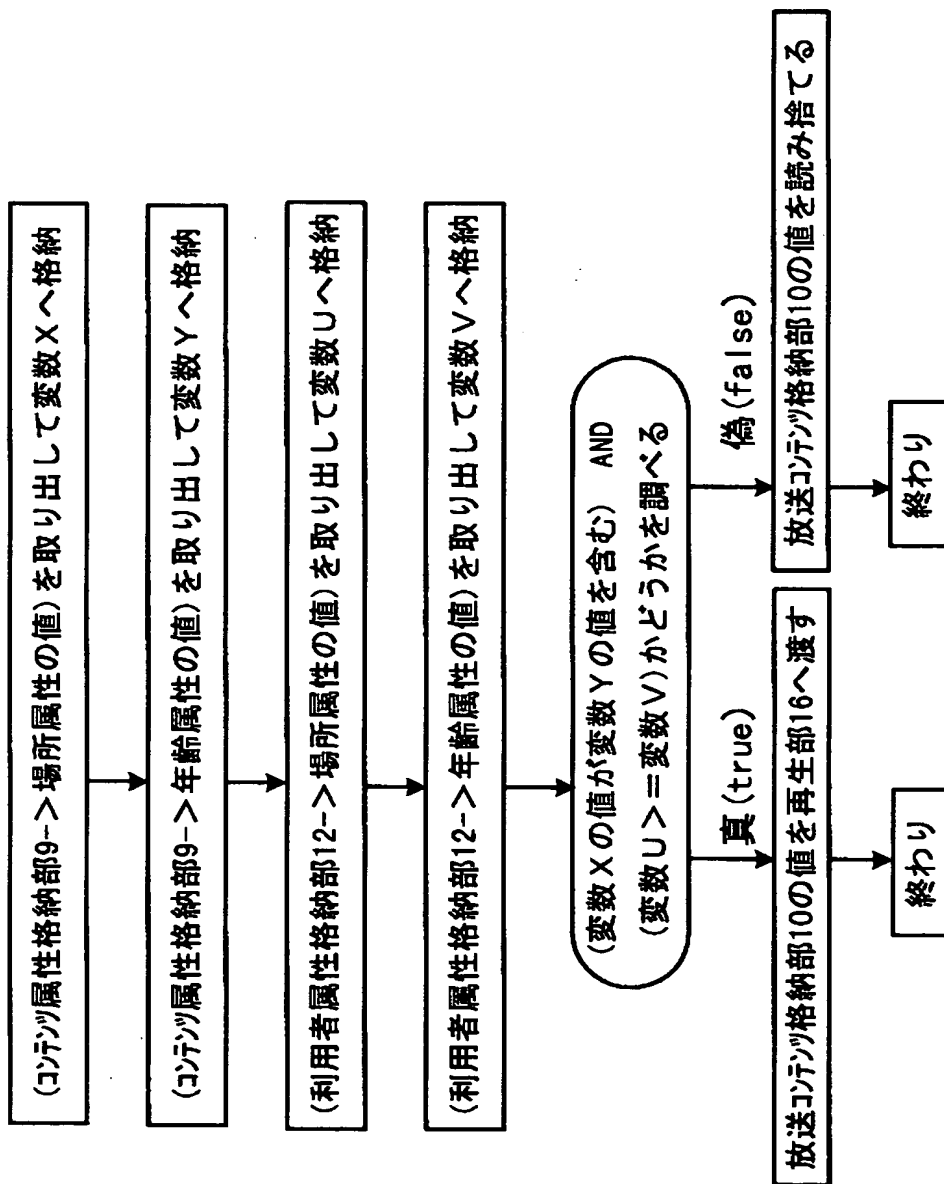 (コンテンツ属性格納部9->場所属性の値)を取り出して変数Xへ格納
(コンテンツ属性格納部9->年齢属性の値)を取り出して変数Yへ格納
(利用者属性格納部12->場所属性の値)を取り出して変数Uへ格納
(利用者属性格納部12->年齢属性の値)を取り出して変数Vへ格納
(変数Xの値が変数Yの値を含む) AND
(変数U>=変数V)かどうかを調べる
真(true)
偽(false)
放送コンテンツ格納部10の値を再生部16へ渡す
放送コンテンツ格納部10の値を読み捨てる
終わり
終わり